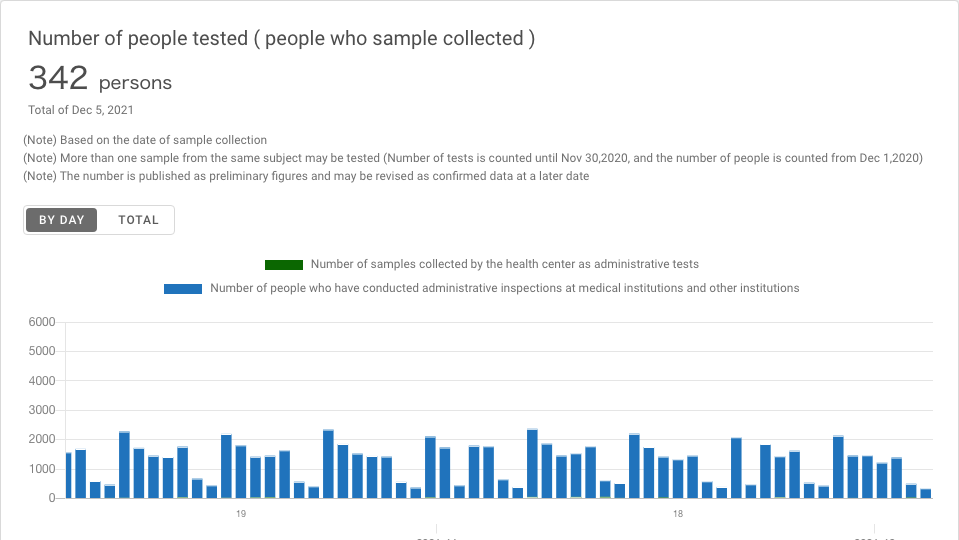 Number of people tested ( people who sample collected )
342 persons
Total of Dec 5, 2021
(Note) Based on the date of sample collection
(Note) More than one sample from the same subject may be tested (Number of tests is counted until Nov 30,2020, and the number of people is counted from Dec 1,2020)
(Note) The number is published as preliminary figures and may be revised as confirmed data at a later date
BY DAY TOTAL
Number of samples collected by the health center as administrative tests
Number of people who have conducted administrative inspections at medical institutions and other institutions
6000
5000
4000
3000
2000
1000
0
19 18